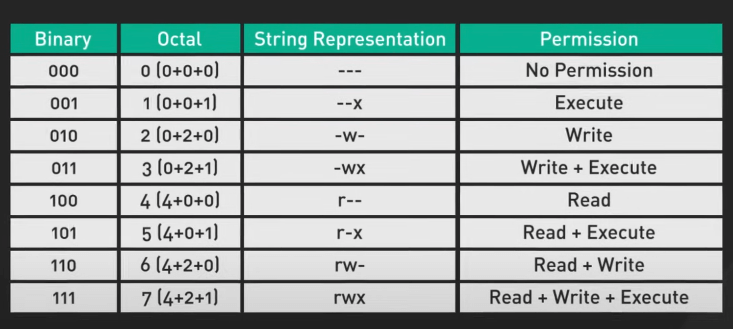 Binary Octal String Representation Permission
000 0 (0+0+0) --- No Permission
001 1 (0+0+1) --x Execute
010 2 (0+2+0) -w- Write
011 3 (0+2+1) -wx Write + Execute
100 4 (4+0+0) r-- Read
101 5 (4+0+1) r-x Read + Execute
110 6 (4+2+0) rw- Read + Write
111 7 (4+2+1) rwx Read + Write + Execute